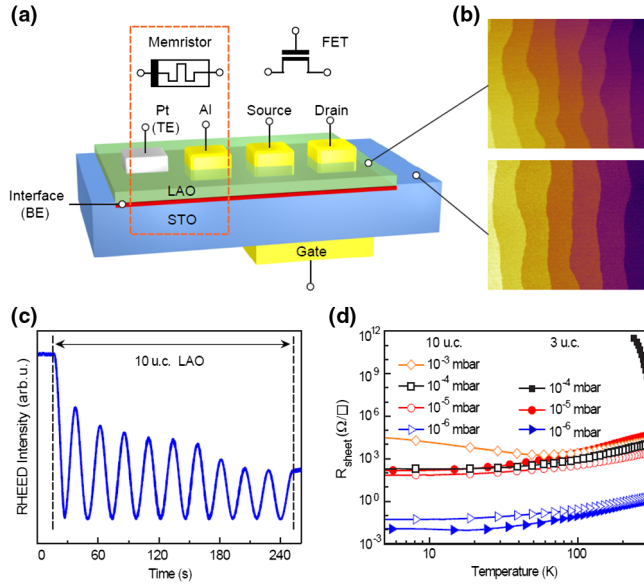 (a)
Memristor
FET
Pt
(TE)
Al
Source
Drain
LAO
Interface
(BE)
STO
Gate
(b)
(c)
10 u.c. LAO
RHEED Intensity (arb.u.)
0 60 120 180 240
Time (s)
(d)
10 u.c. 3 u.c.
10⁻³ mbar
10⁻⁴ mbar
10⁻⁵ mbar
10⁻⁶ mbar
10⁻⁴ mbar
10⁻⁵ mbar
10⁻⁶ mbar
R_sheet (Ω/□)
10¹²
10⁹
10⁶
10³
10⁰
10⁻³
10 100
Temperature (K)